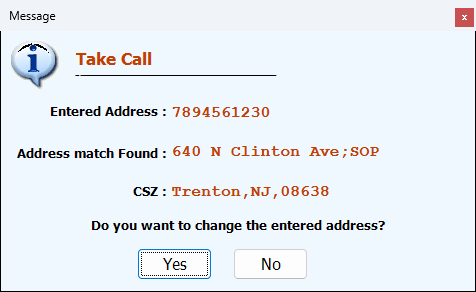 Message
x
i
Take Call
Entered Address : 7894561230
Address match Found : 640 N Clinton Ave;SOP
CSZ : Trenton,NJ,08638
Do you want to change the entered address?
Yes No